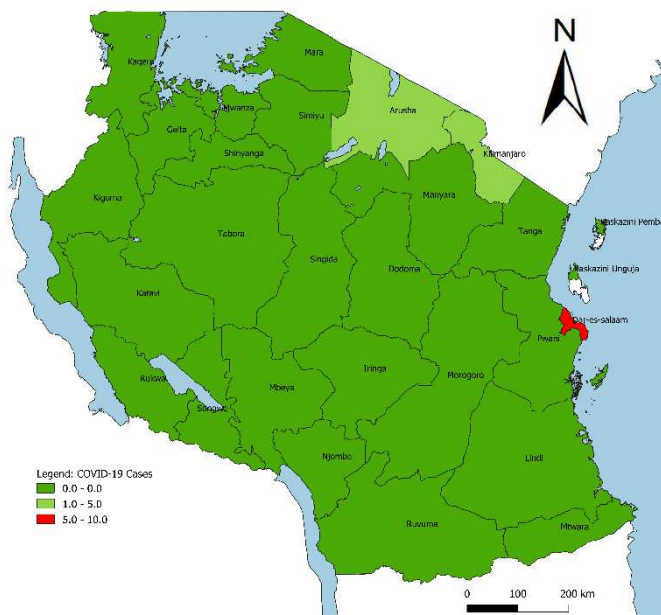 N
Kagera
Mara
Mwanza
Simiyu
Arusha
Geita
Shinyanga
Kilimanjaro
Kigoma
Tabora
Manyara
Tanga
Kaskazini Pemba
Singida
Dodoma
Kaskazini Unguja
Katavi
Dar-es-salaam
Pwani
Rukwa
Mbeya
Iringa
Morogoro
Songwe
Njombe
Lindi
Ruvuma
Mtwara
Legend: COVID-19 Cases
0.0 - 0.0
1.0 - 5.0
5.0 - 10.0
0 100 200 km